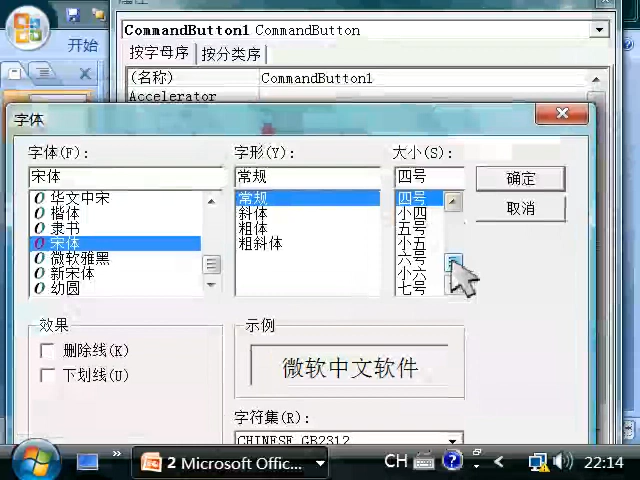 CommandButton1 CommandButton
开始
按字母序 按分类序
(名称) CommandButton1
Accelerator
字体
字体(F): 字形(Y): 大小(S):
宋体 常规 四号 确定
华文中宋 常规 四号
楷体 斜体 小四 取消
隶书 粗体 五号
宋体 粗斜体 小五
微软雅黑 六号
新宋体 小六
幼圆 七号
效果 示例
删除线(K)
微软中文软件
下划线(U)
字符集(R):
CHINESE_GB2312
2 Microsoft Offic... CH 22:14